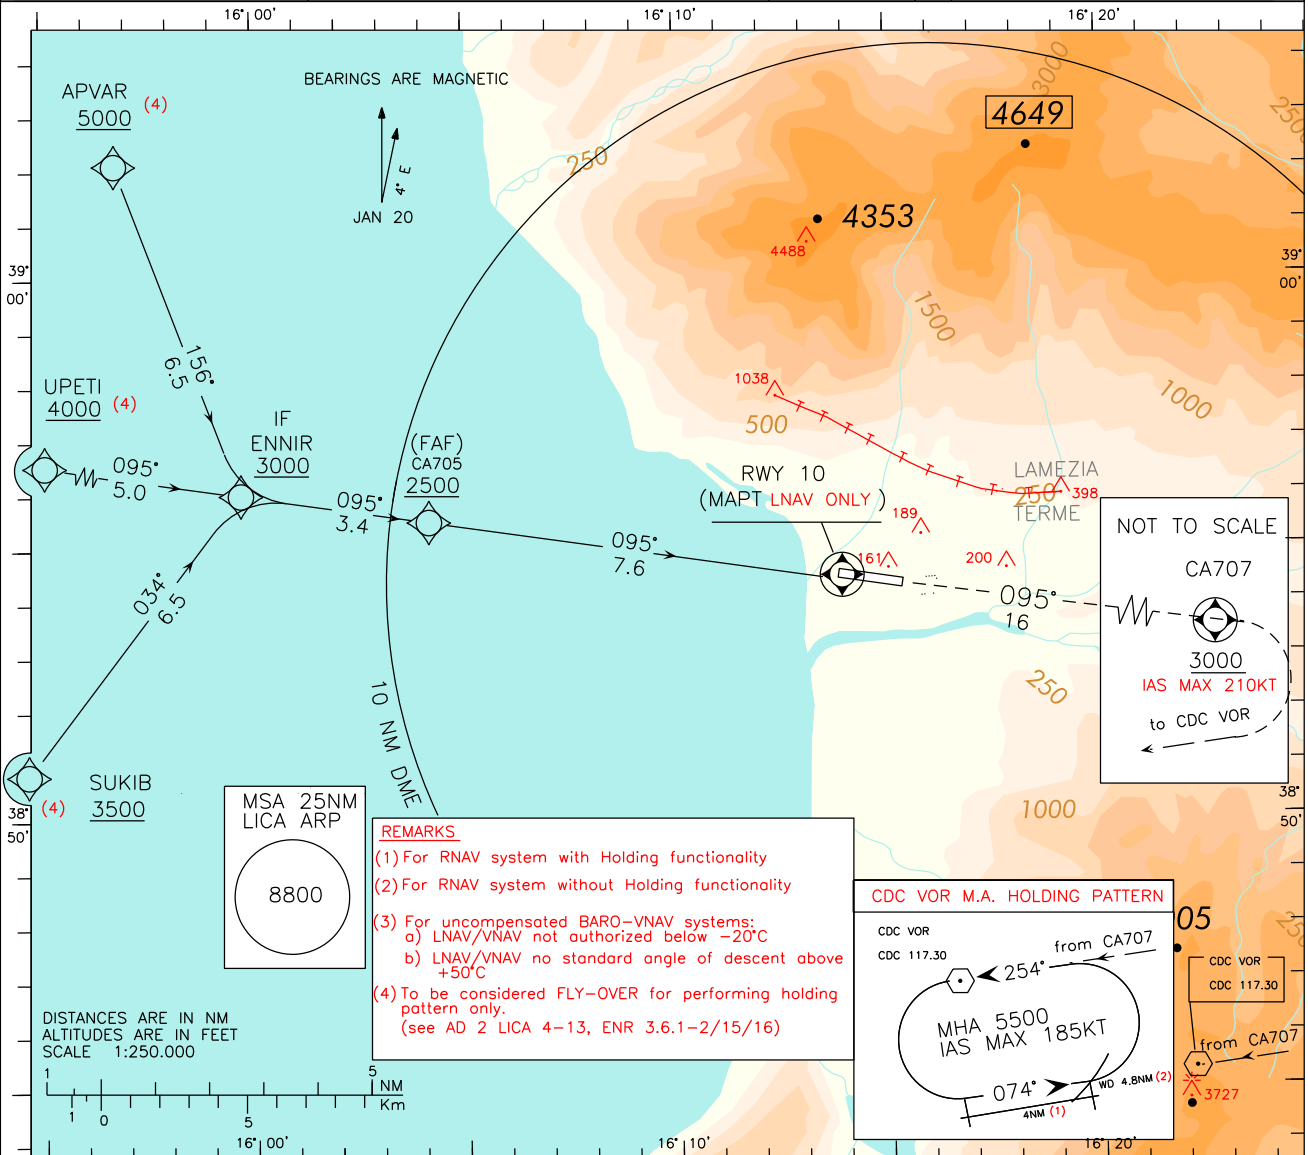 16° 00'
16° 10'
16° 20'
BEARINGS ARE MAGNETIC
4° E
JAN 20
APVAR
5000
(4)
250
3000
2500
4649
4353
4488
39°
00'
39°
00'
1500
156°
6.5
UPETI
4000
(4)
IF
ENNIR
3000
095°
5.0
(FAF)
CA705
2500
095°
3.4
1038
500
1000
RWY 10
(MAPT LNAV ONLY )
LAMEZIA
250
TERME
398
189
161
200
095°
7.6
095°
16
NOT TO SCALE
CA707
3000
IAS MAX 210KT
to CDC VOR
034°
6.5
250
10 NM DME
SUKIB
3500
(4)
38°
50'
38°
50'
1000
MSA 25NM
LICA ARP
8800
REMARKS
(1) For RNAV system with Holding functionality
(2) For RNAV system without Holding functionality
(3) For uncompensated BARO-VNAV systems:
a) LNAV/VNAV not authorized below -20°C
b) LNAV/VNAV no standard angle of descent above
+50°C
(4) To be considered FLY-OVER for performing holding
pattern only.
(see AD 2 LICA 4-13, ENR 3.6.1-2/15/16)
CDC VOR M.A. HOLDING PATTERN
CDC VOR
CDC 117.30
from CA707
254°
MHA 5500
IAS MAX 185KT
074°
WD 4.8NM (2)
4NM (1)
05
250
CDC VOR
CDC 117.30
from CA707
3727
DISTANCES ARE IN NM
ALTITUDES ARE IN FEET
SCALE 1:250.000
1
5
NM
Km
1
0
5
16° 00'
16° 10'
16° 20'